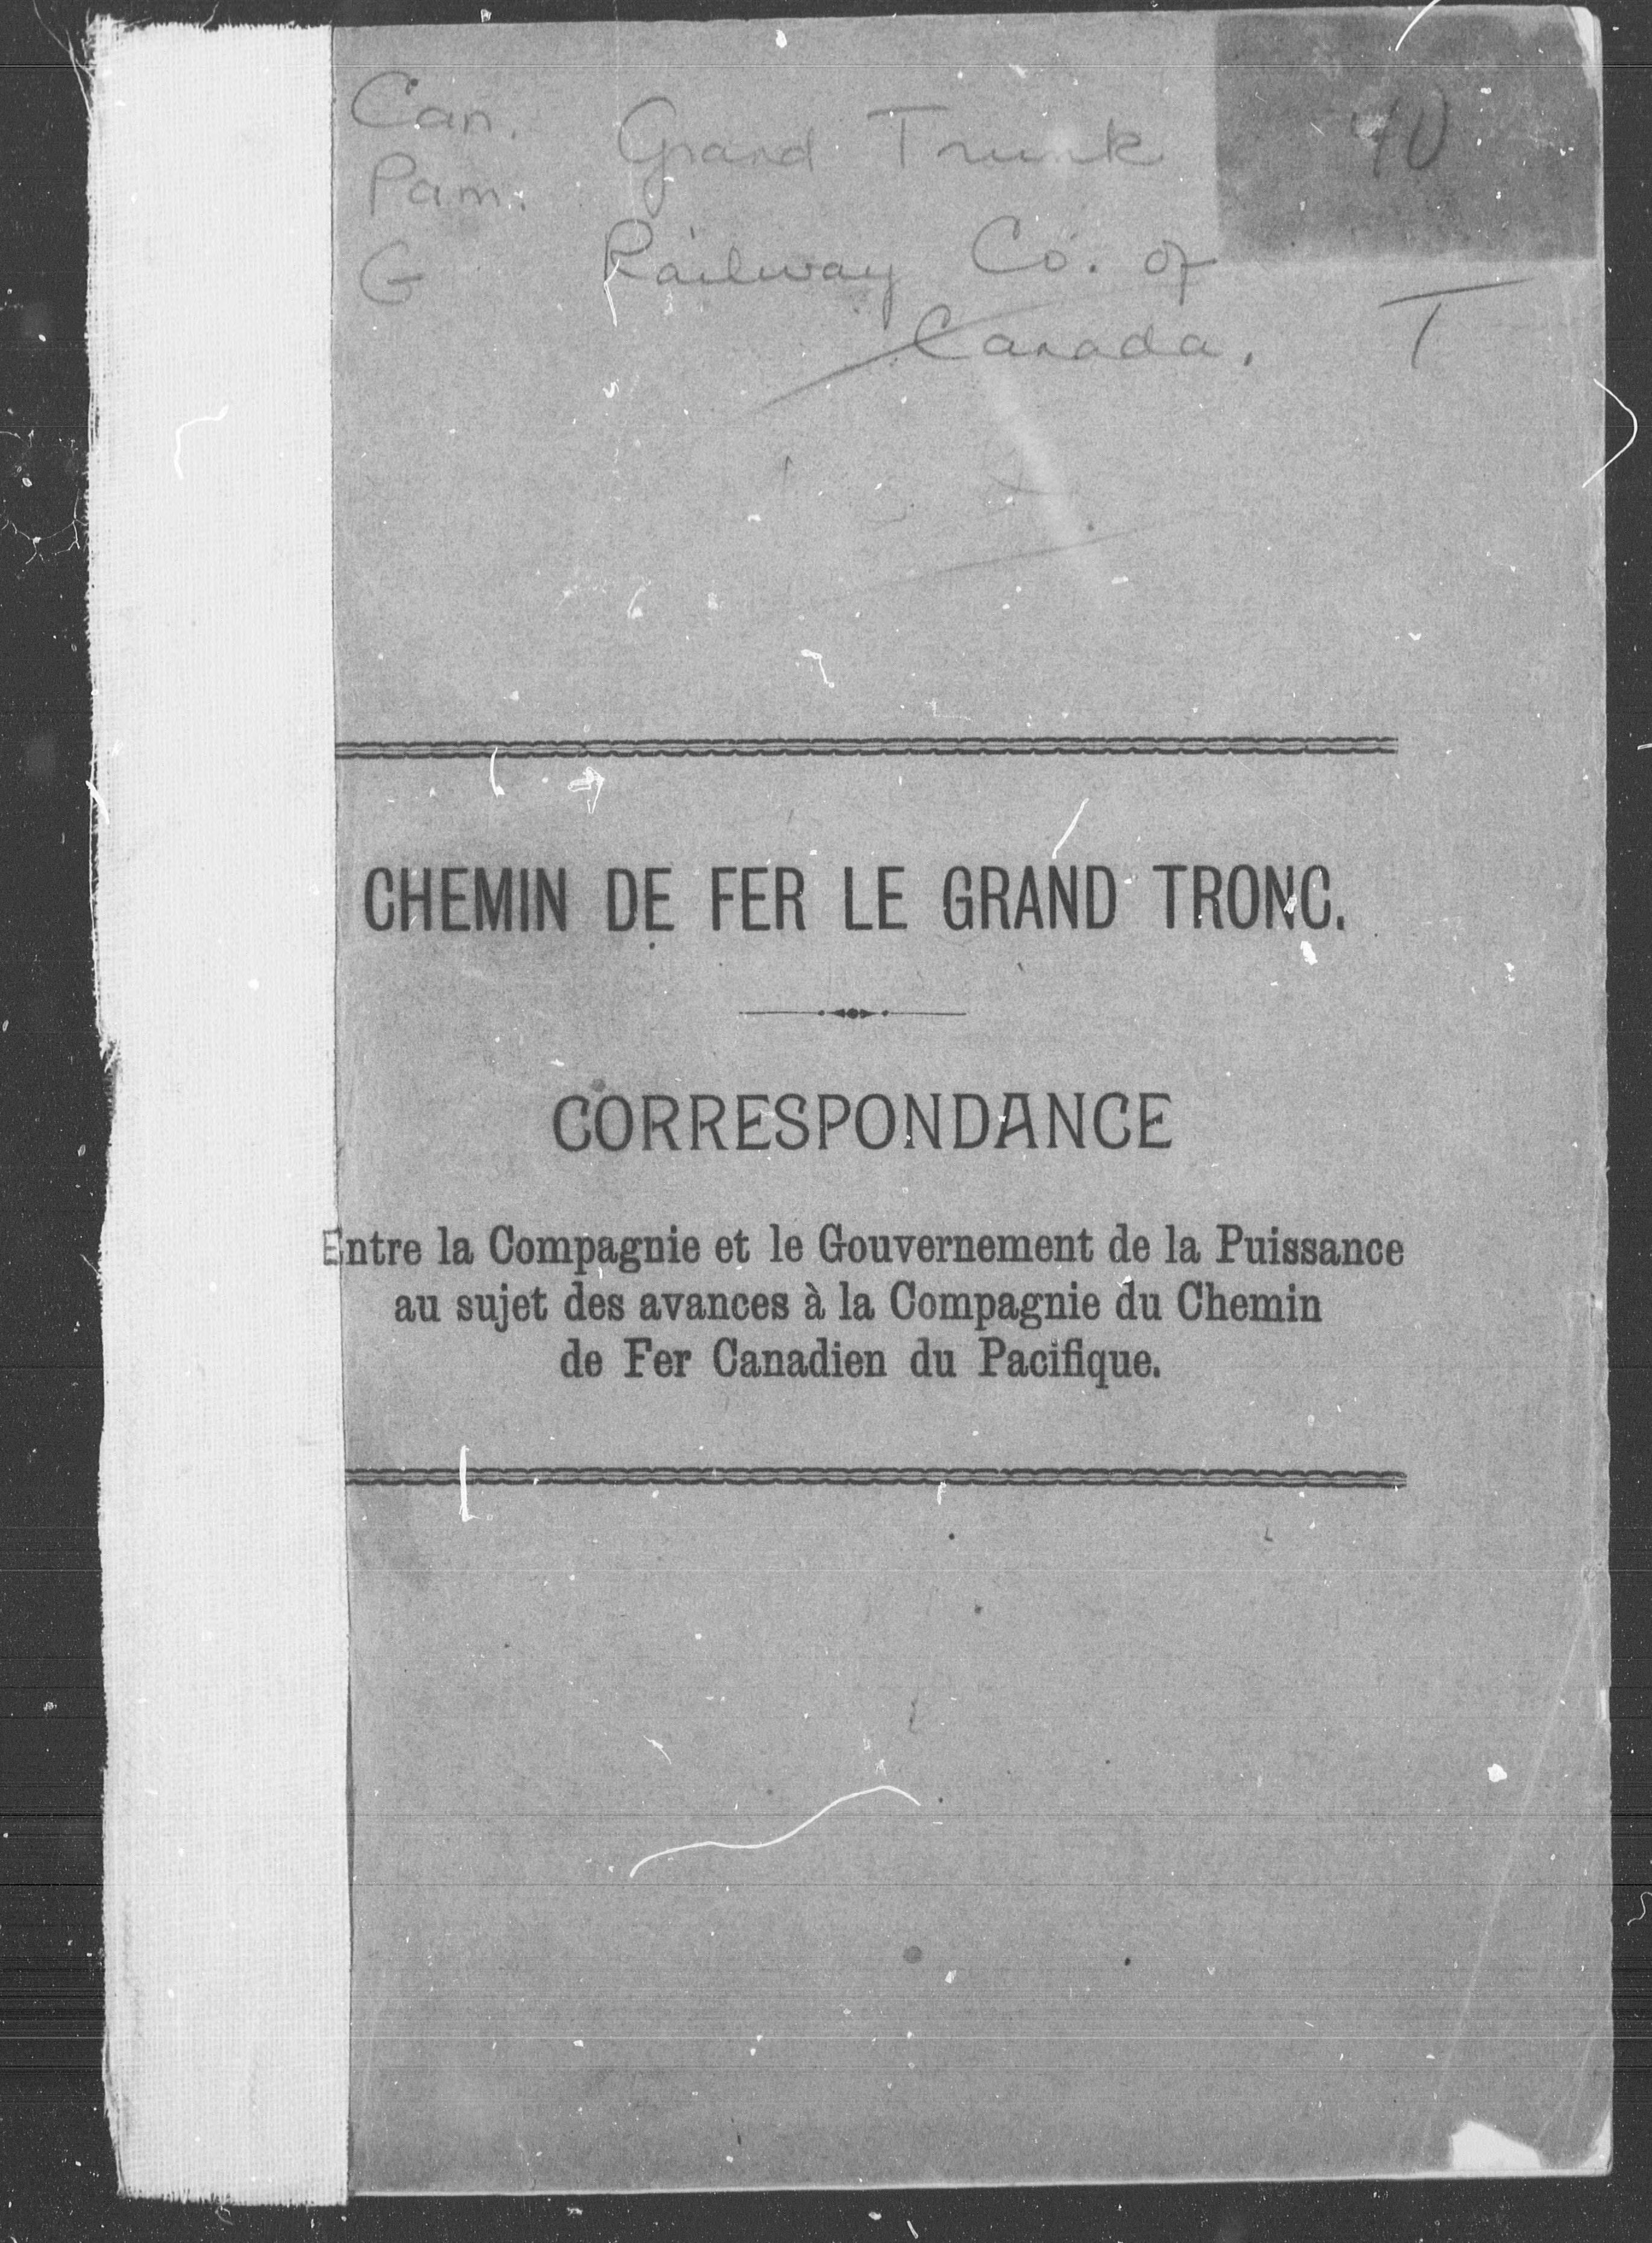 Can.
Pam.
G
Grand Trunk
Railway Co. of
Canada.
40
T
CHEMIN DE FER LE GRAND TRONC.
CORRESPONDANCE
Entre la Compagnie et le Gouvernement de la Puissance
au sujet des avances à la Compagnie du Chemin
de Fer Canadien du Pacifique.